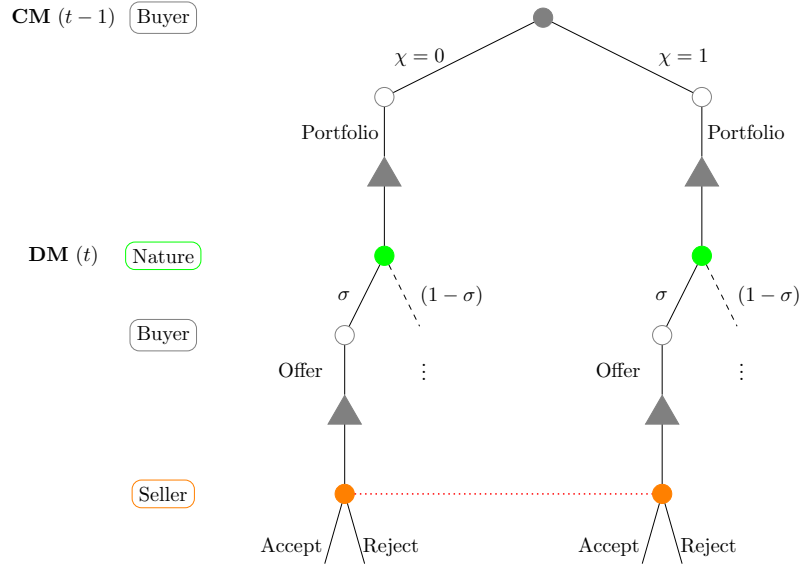 CM (t − 1) Buyer
χ = 0 χ = 1
Portfolio Portfolio
DM (t) Nature
σ (1 − σ) σ (1 − σ)
Buyer
Offer ⋮ Offer ⋮
Seller
Accept Reject Accept Reject